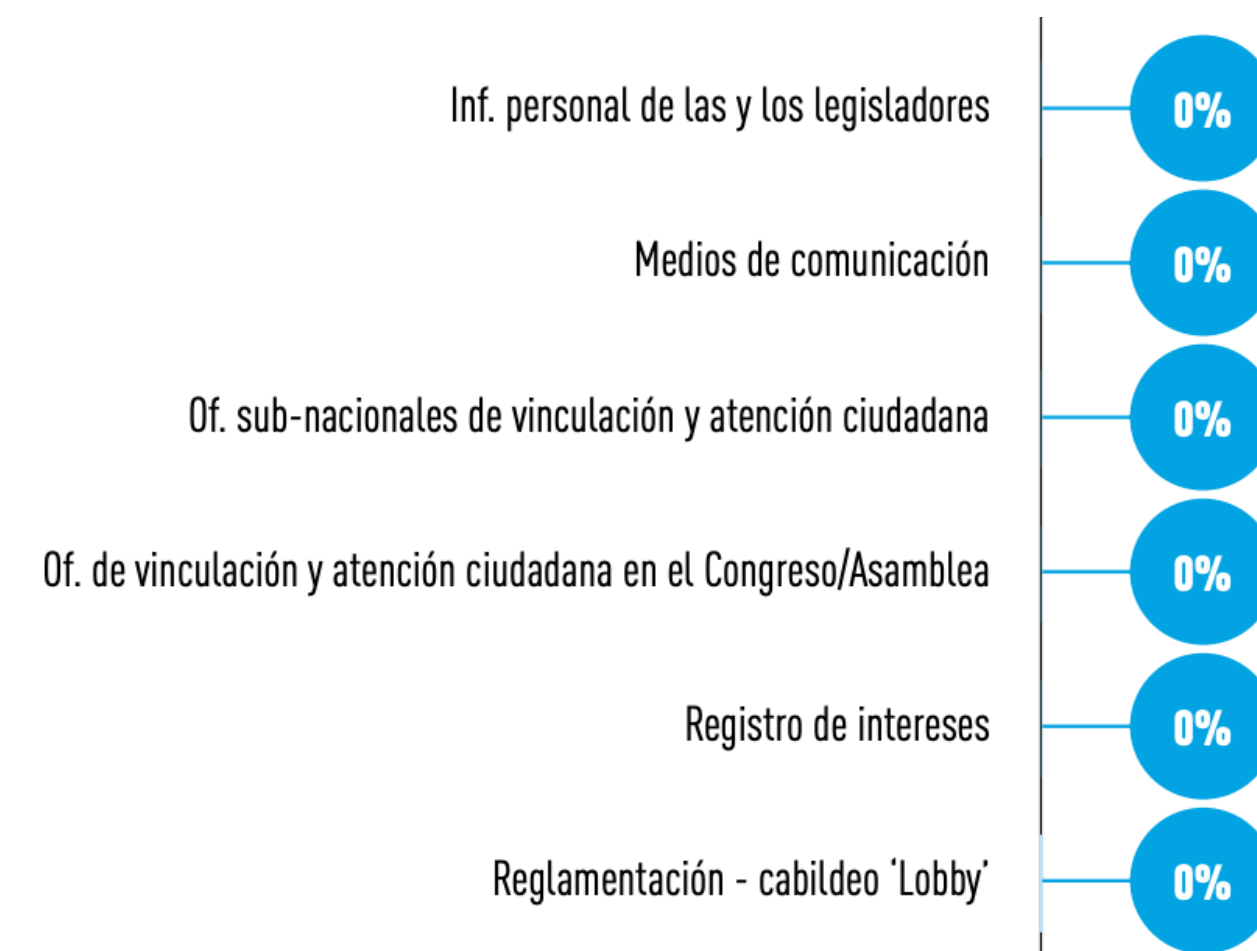 Inf. personal de las y los legisladores 0%
Medios de comunicación 0%
Of. sub-nacionales de vinculación y atención ciudadana 0%
Of. de vinculación y atención ciudadana en el Congreso/Asamblea 0%
Registro de intereses 0%
Reglamentación - cabildeo ‘Lobby’ 0%